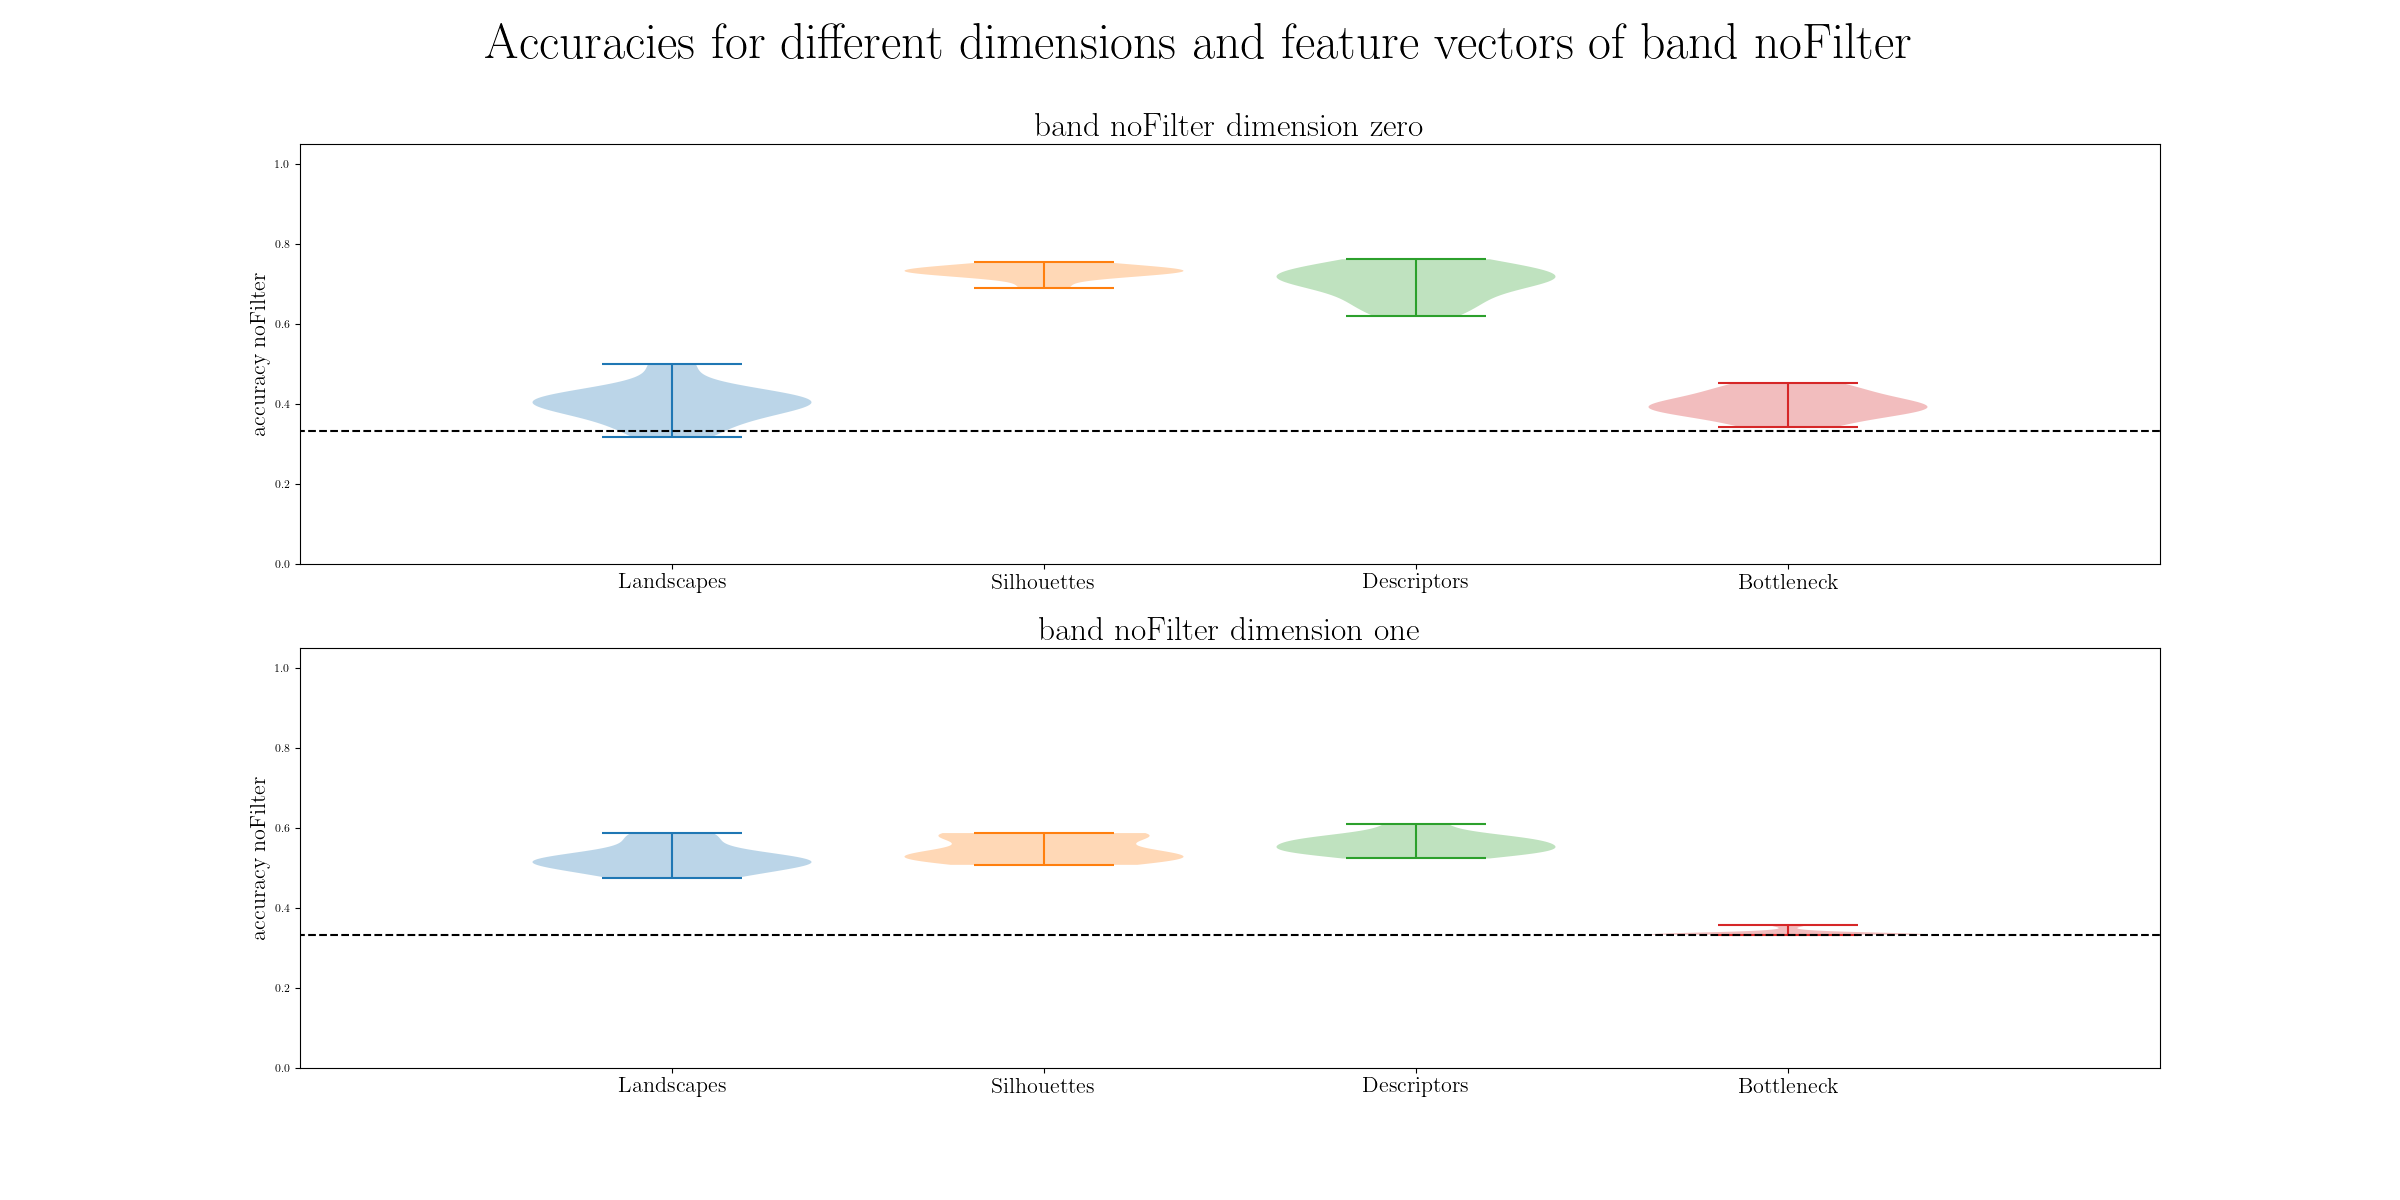 Accuracies for different dimensions and feature vectors of band noFilter
band noFilter dimension zero
accuracy noFilter
1.0
0.8
0.6
0.4
0.2
0.0
Landscapes Silhouettes Descriptors Bottleneck
band noFilter dimension one
accuracy noFilter
1.0
0.8
0.6
0.4
0.2
0.0
Landscapes Silhouettes Descriptors Bottleneck